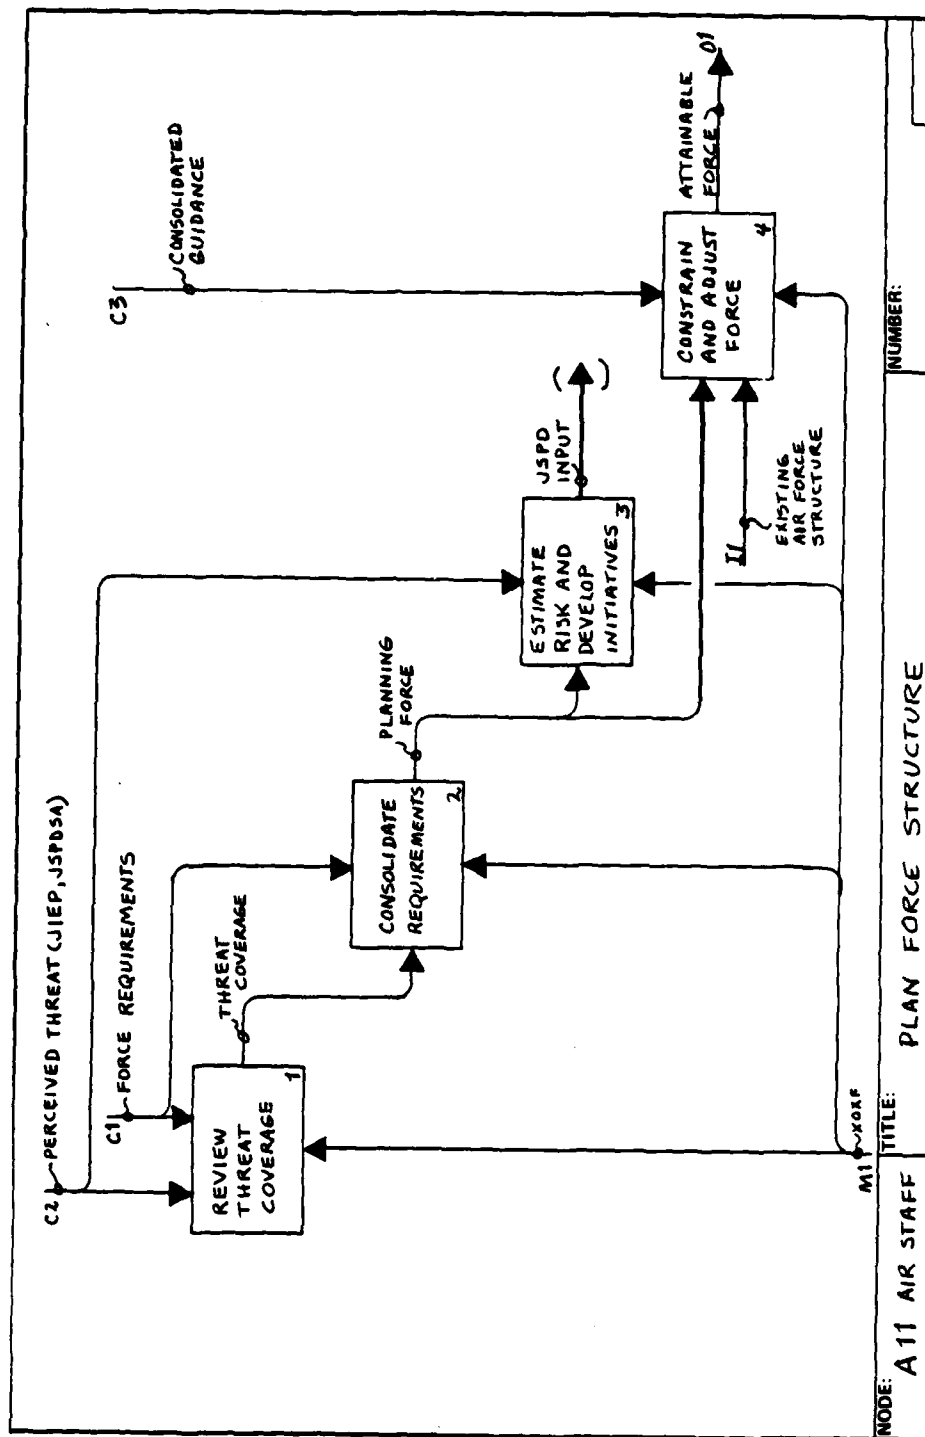 C2
PERCEIVED THREAT (JIEP, JSPDSA)
C1
FORCE REQUIREMENTS
C3
CONSOLIDATED
GUIDANCE
REVIEW
THREAT
COVERAGE
1
THREAT
COVERAGE
CONSOLIDATE
REQUIREMENTS
2
PLANNING
FORCE
ESTIMATE
RISK AND
DEVELOP
INITIATIVES
3
JSPD
INPUT
( )
CONSTRAIN
AND ADJUST
FORCE
4
ATTAINABLE
FORCE
O1
I1
EXISTING
AIR FORCE
STRUCTURE
M1
XOXF
NODE:
A11 AIR STAFF
TITLE:
PLAN FORCE STRUCTURE
NUMBER: